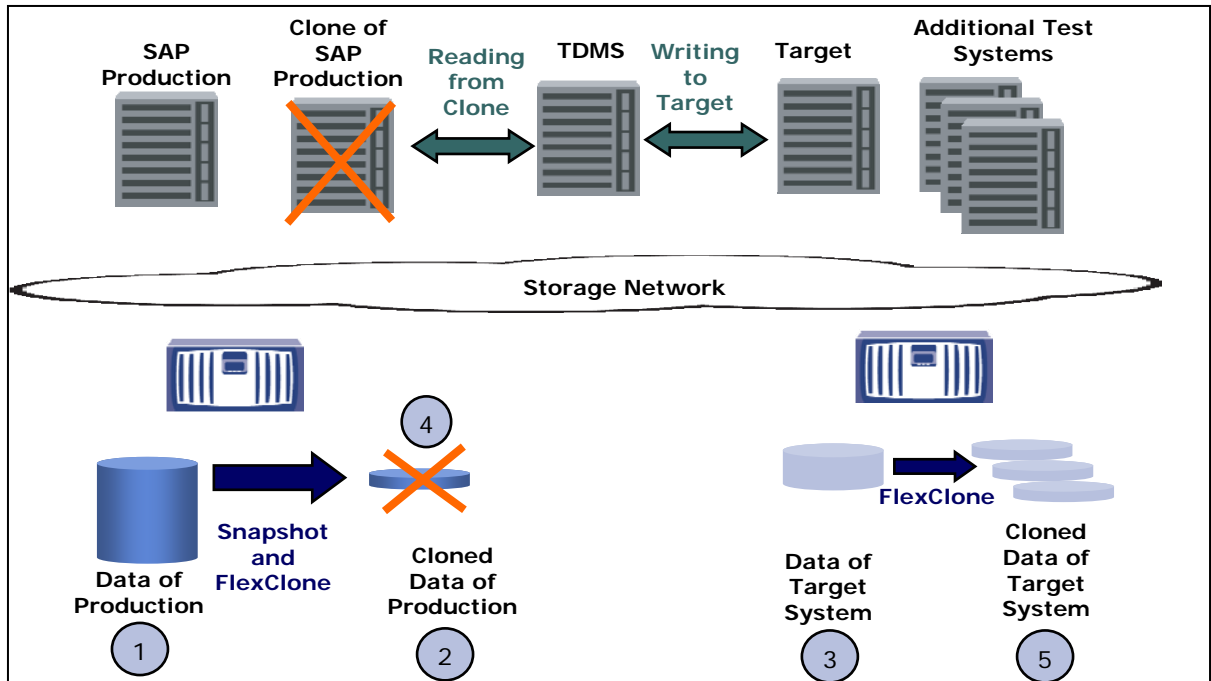 SAP
Production
Clone of
SAP
Production
Reading
from
Clone
TDMS
Writing
to
Target
Target
Additional Test
Systems
Storage Network
4
Snapshot
and
FlexClone
FlexClone
Data of
Production
Cloned
Data of
Production
Data of
Target
System
Cloned
Data of
Target
System
1
2
3
5